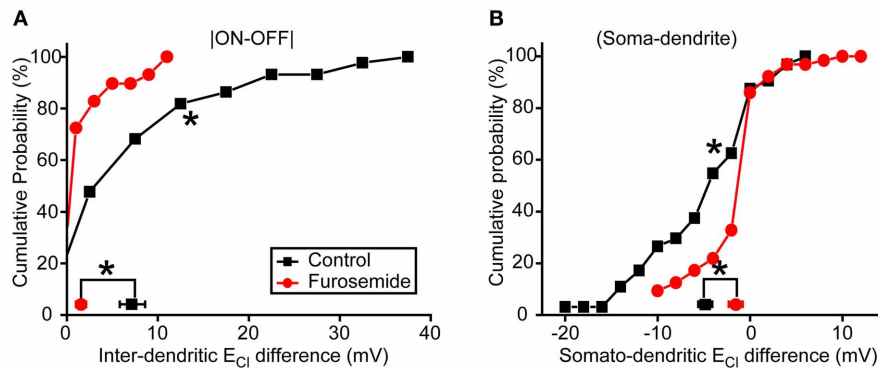 A
|ON-OFF|
Cumulative Probability (%)
100
80
60
40
20
0
*
*
Control
Furosemide
0 10 20 30 40
Inter-dendritic E_Cl difference (mV)
B
(Soma-dendrite)
Cumulative probability (%)
100
80
60
40
20
0
*
*
-20 -10 0 10
Somato-dendritic E_Cl difference (mV)